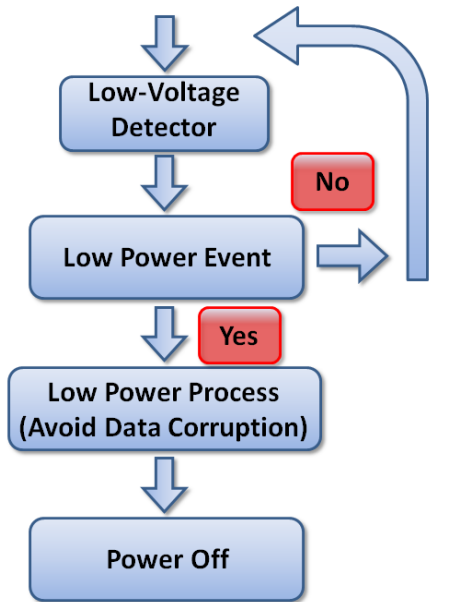 Low-Voltage
Detector
No
Low Power Event
Yes
Low Power Process
(Avoid Data Corruption)
Power Off